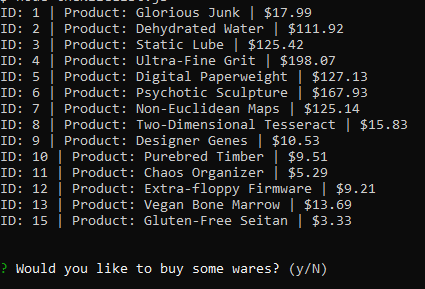 ID: 1 | Product: Glorious Junk | $17.99
ID: 2 | Product: Dehydrated Water | $111.92
ID: 3 | Product: Static Lube | $125.42
ID: 4 | Product: Ultra-Fine Grit | $198.07
ID: 5 | Product: Digital Paperweight | $127.13
ID: 6 | Product: Psychotic Sculpture | $167.93
ID: 7 | Product: Non-Euclidean Maps | $125.14
ID: 8 | Product: Two-Dimensional Tesseract | $15.83
ID: 9 | Product: Designer Genes | $10.53
ID: 10 | Product: Purebred Timber | $9.51
ID: 11 | Product: Chaos Organizer | $5.29
ID: 12 | Product: Extra-floppy Firmware | $9.21
ID: 13 | Product: Vegan Bone Marrow | $13.69
ID: 15 | Product: Gluten-Free Seitan | $3.33
? Would you like to buy some wares? (y/N)